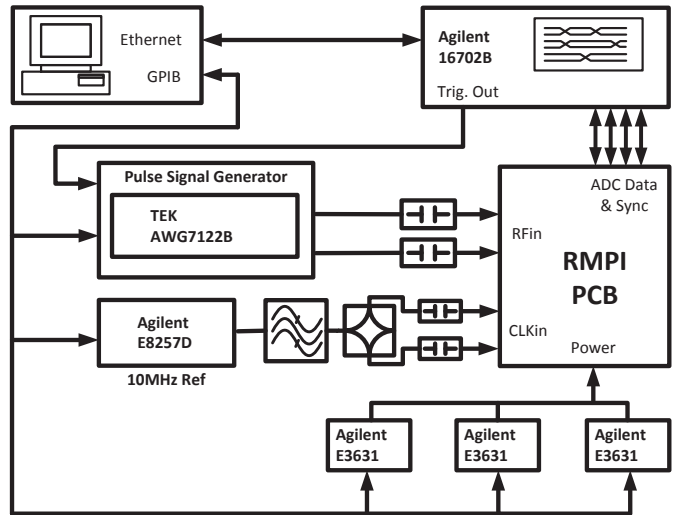 Ethernet
GPIB
Agilent
16702B
Trig. Out
Pulse Signal Generator
TEK
AWG7122B
ADC Data
& Sync
RFin
RMPI
PCB
CLKin
Power
Agilent
E8257D
10MHz Ref
Agilent
E3631
Agilent
E3631
Agilent
E3631